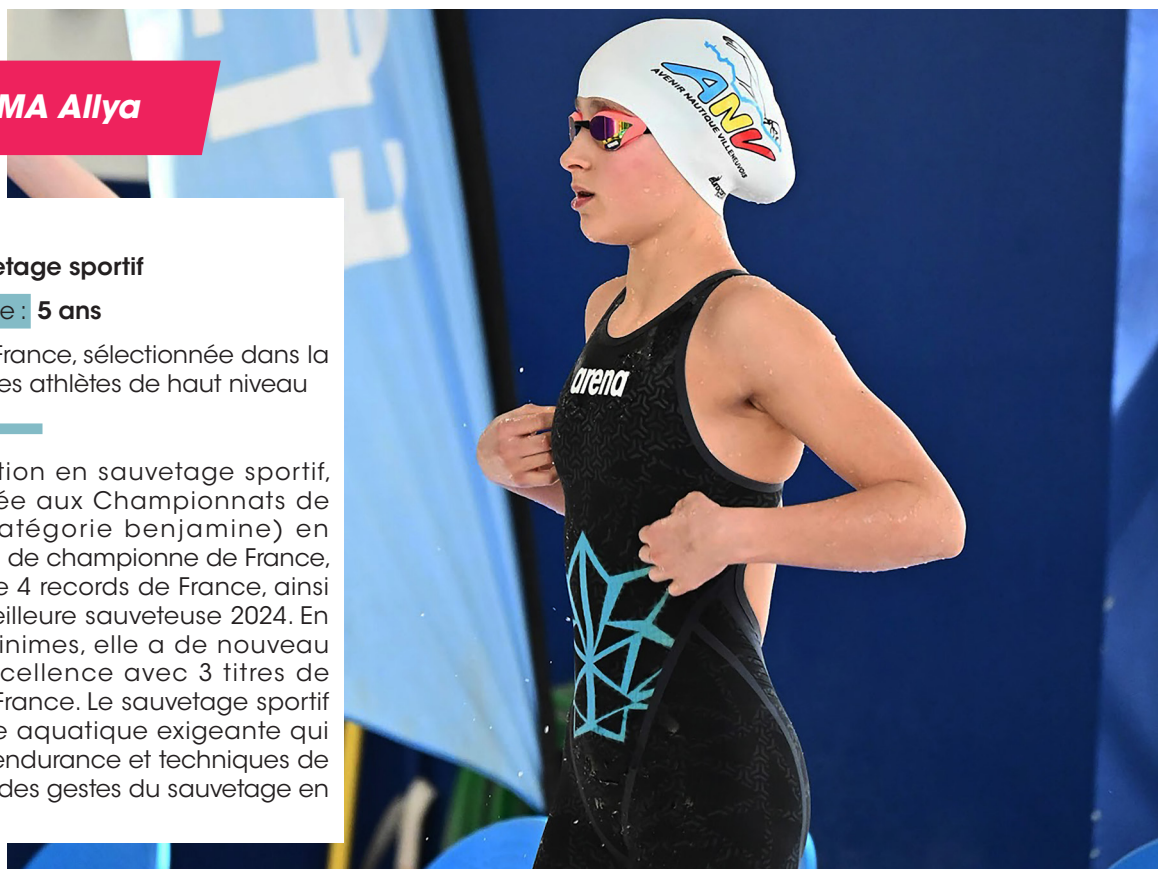 MA Allya
etage sportif
e : 5 ans
France, sélectionnée dans la
es athlètes de haut niveau
tion en sauvetage sportif,
ée aux Championnats de
atégorie benjamine) en
de championne de France,
e 4 records de France, ainsi
eilleure sauveteuse 2024. En
inimes, elle a de nouveau
cellence avec 3 titres de
France. Le sauvetage sportif
e aquatique exigeante qui
endurance et techniques de
des gestes du sauvetage en
ANV
AVENIR NAUTIQUE VILLENEUVOIS
arena